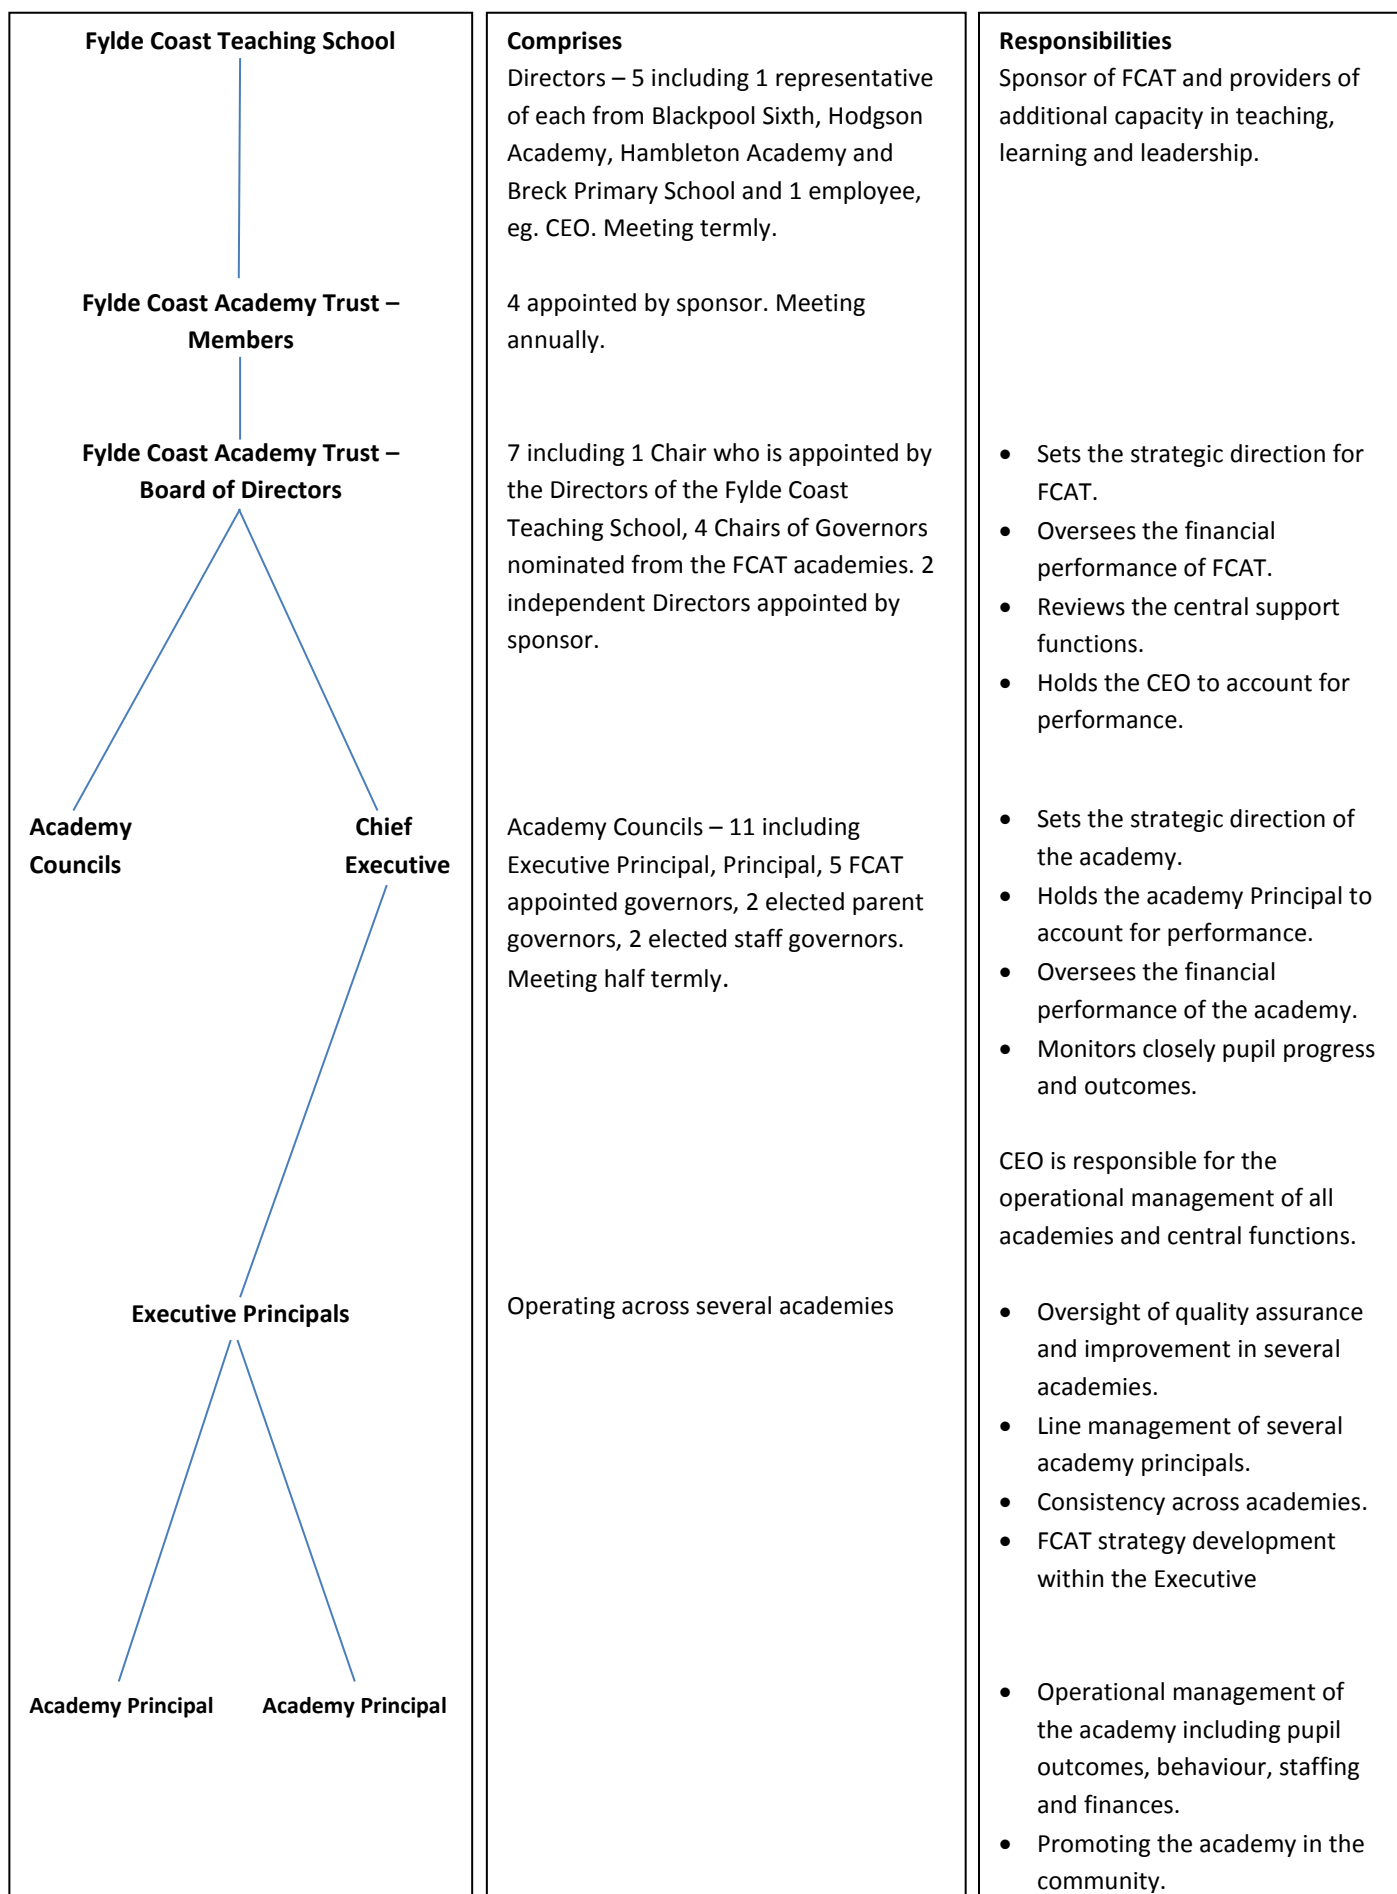 Fylde Coast Teaching School
Fylde Coast Academy Trust –
Members
Fylde Coast Academy Trust –
Board of Directors
Academy
Councils
Chief
Executive
Executive Principals
Academy Principal
Academy Principal
Comprises
Directors – 5 including 1 representative
of each from Blackpool Sixth, Hodgson
Academy, Hambleton Academy and
Breck Primary School and 1 employee,
eg. CEO. Meeting termly.
4 appointed by sponsor. Meeting
annually.
7 including 1 Chair who is appointed by
the Directors of the Fylde Coast
Teaching School, 4 Chairs of Governors
nominated from the FCAT academies. 2
independent Directors appointed by
sponsor.
Academy Councils – 11 including
Executive Principal, Principal, 5 FCAT
appointed governors, 2 elected parent
governors, 2 elected staff governors.
Meeting half termly.
Operating across several academies
Responsibilities
Sponsor of FCAT and providers of
additional capacity in teaching,
learning and leadership.
• Sets the strategic direction for
FCAT.
• Oversees the financial
performance of FCAT.
• Reviews the central support
functions.
• Holds the CEO to account for
performance.
• Sets the strategic direction of
the academy.
• Holds the academy Principal to
account for performance.
• Oversees the financial
performance of the academy.
• Monitors closely pupil progress
and outcomes.
CEO is responsible for the
operational management of all
academies and central functions.
• Oversight of quality assurance
and improvement in several
academies.
• Line management of several
academy principals.
• Consistency across academies.
• FCAT strategy development
within the Executive
• Operational management of
the academy including pupil
outcomes, behaviour, staffing
and finances.
• Promoting the academy in the
community.